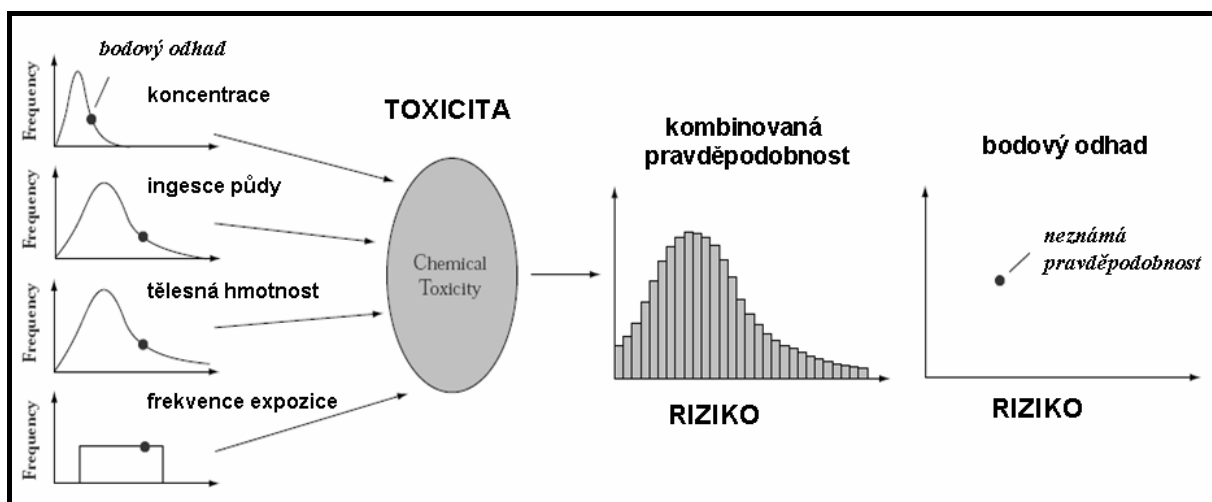 bodový odhad
Frequency
koncentrace
Frequency
ingesce půdy
Frequency
tělesná hmotnost
Frequency
frekvence expozice
TOXICITA
Chemical
Toxicity
kombinovaná
pravděpodobnost
RIZIKO
bodový odhad
neznámá
pravděpodobnost
RIZIKO